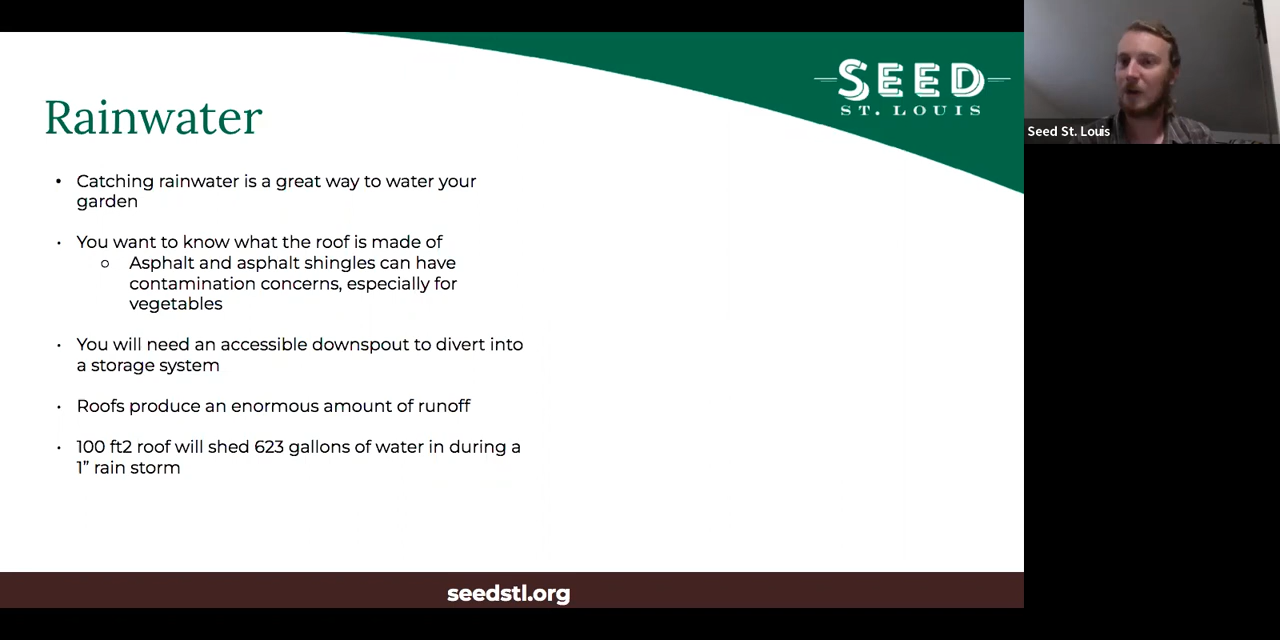 SEED
ST. LOUIS
Seed St. Louis
Rainwater
• Catching rainwater is a great way to water your
garden
• You want to know what the roof is made of
○ Asphalt and asphalt shingles can have
contamination concerns, especially for
vegetables
• You will need an accessible downspout to divert into
a storage system
• Roofs produce an enormous amount of runoff
• 100 ft2 roof will shed 623 gallons of water in during a
1” rain storm
seedstl.org